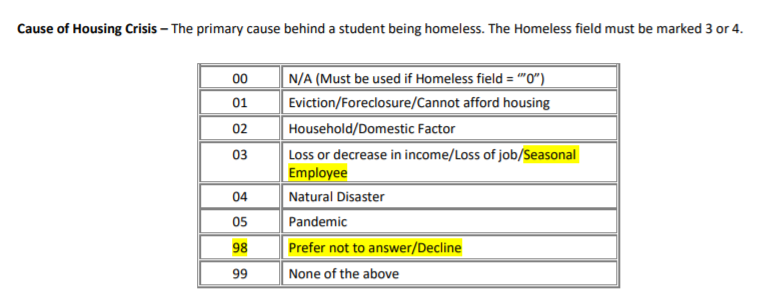 Cause of Housing Crisis – The primary cause behind a student being homeless. The Homeless field must be marked 3 or 4.
00 N/A (Must be used if Homeless field = ‴0″)
01 Eviction/Foreclosure/Cannot afford housing
02 Household/Domestic Factor
03 Loss or decrease in income/Loss of job/Seasonal
Employee
04 Natural Disaster
05 Pandemic
98 Prefer not to answer/Decline
99 None of the above